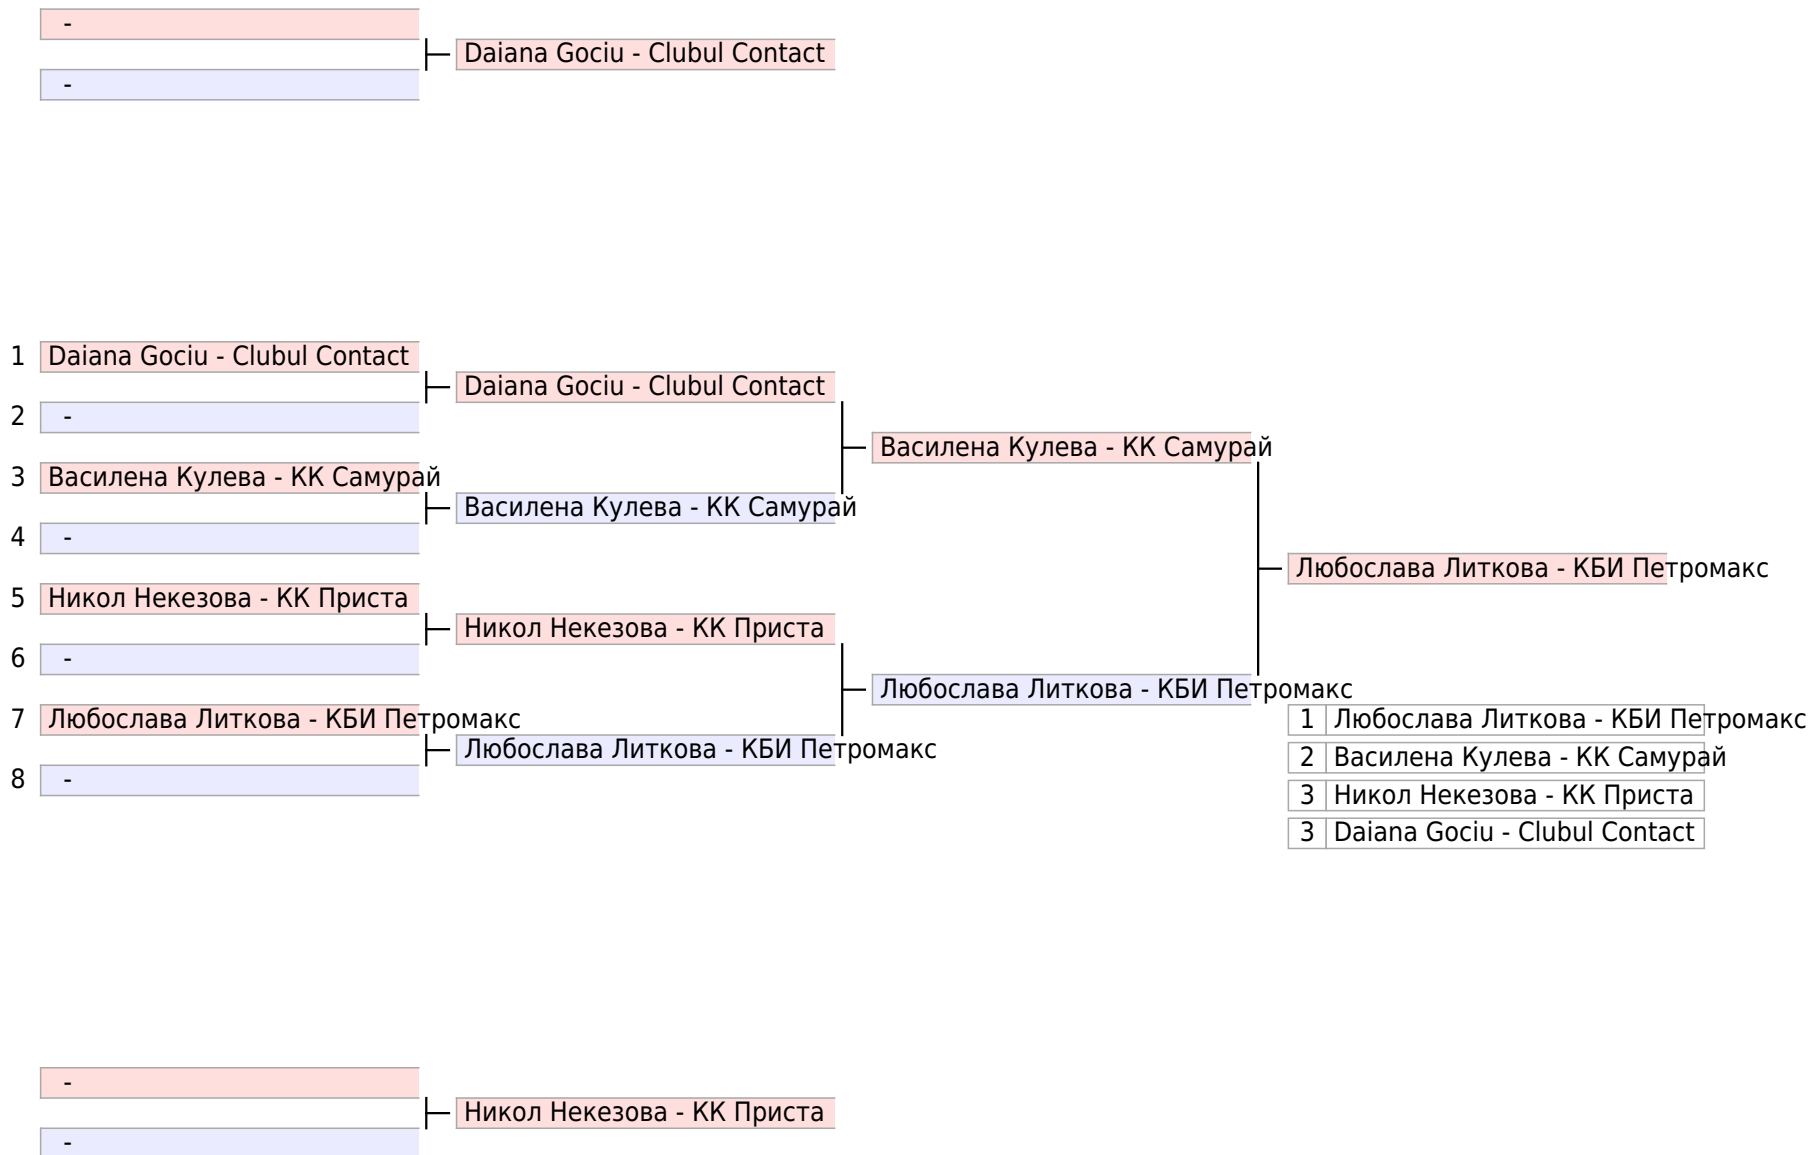 -
Daiana Gociu - Clubul Contact
-
1 Daiana Gociu - Clubul Contact
Daiana Gociu - Clubul Contact
2 -
Василена Кулева - КК Самурай
3 Василена Кулева - КК Самурай
Василена Кулева - КК Самурай
4 -
Любослава Литкова - КБИ Петромакс
5 Никол Некезова - КК Приста
Никол Некезова - КК Приста
6 -
Любослава Литкова - КБИ Петромакс
7 Любослава Литкова - КБИ Петромакс
1 Любослава Литкова - КБИ Петромакс
Любослава Литкова - КБИ Петромакс
2 Василена Кулева - КК Самурай
8 -
3 Никол Некезова - КК Приста
3 Daiana Gociu - Clubul Contact
-
Никол Некезова - КК Приста
-